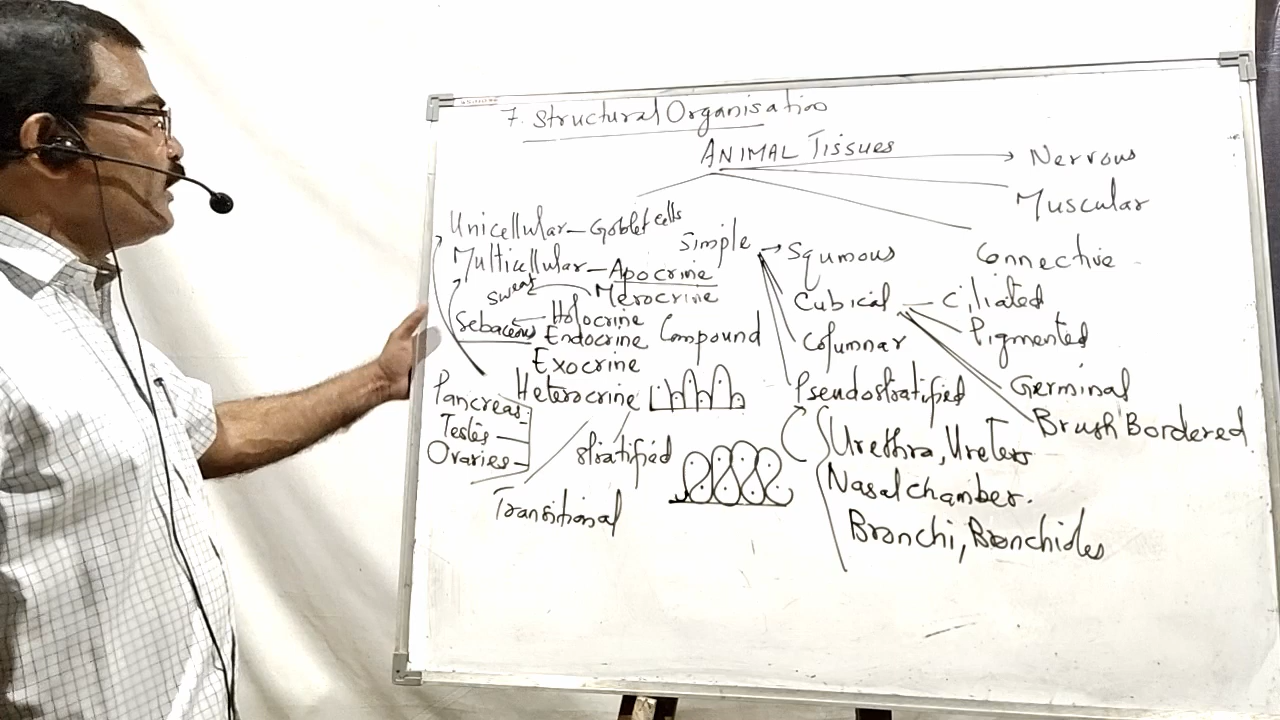 7. Structural Organisation
ANIMAL TISSUES
Nervous
Muscular
Connective
Unicellular - Goblet cells
Multicellular - Apocrine
Sweat Merocrine
Sebaceous Holocrine
Endocrine
Exocrine
Heterocrine
Pancreas
Testes
Ovaries
Simple
Squmous
Cubical
Columnar
Pseudostratified
Ciliated
Pigmented
Germinal
Brush Bordered
Compound
Stratified
Transitional
Urethra, Ureters
Nasal chamber.
Bronchi, Bronchioles